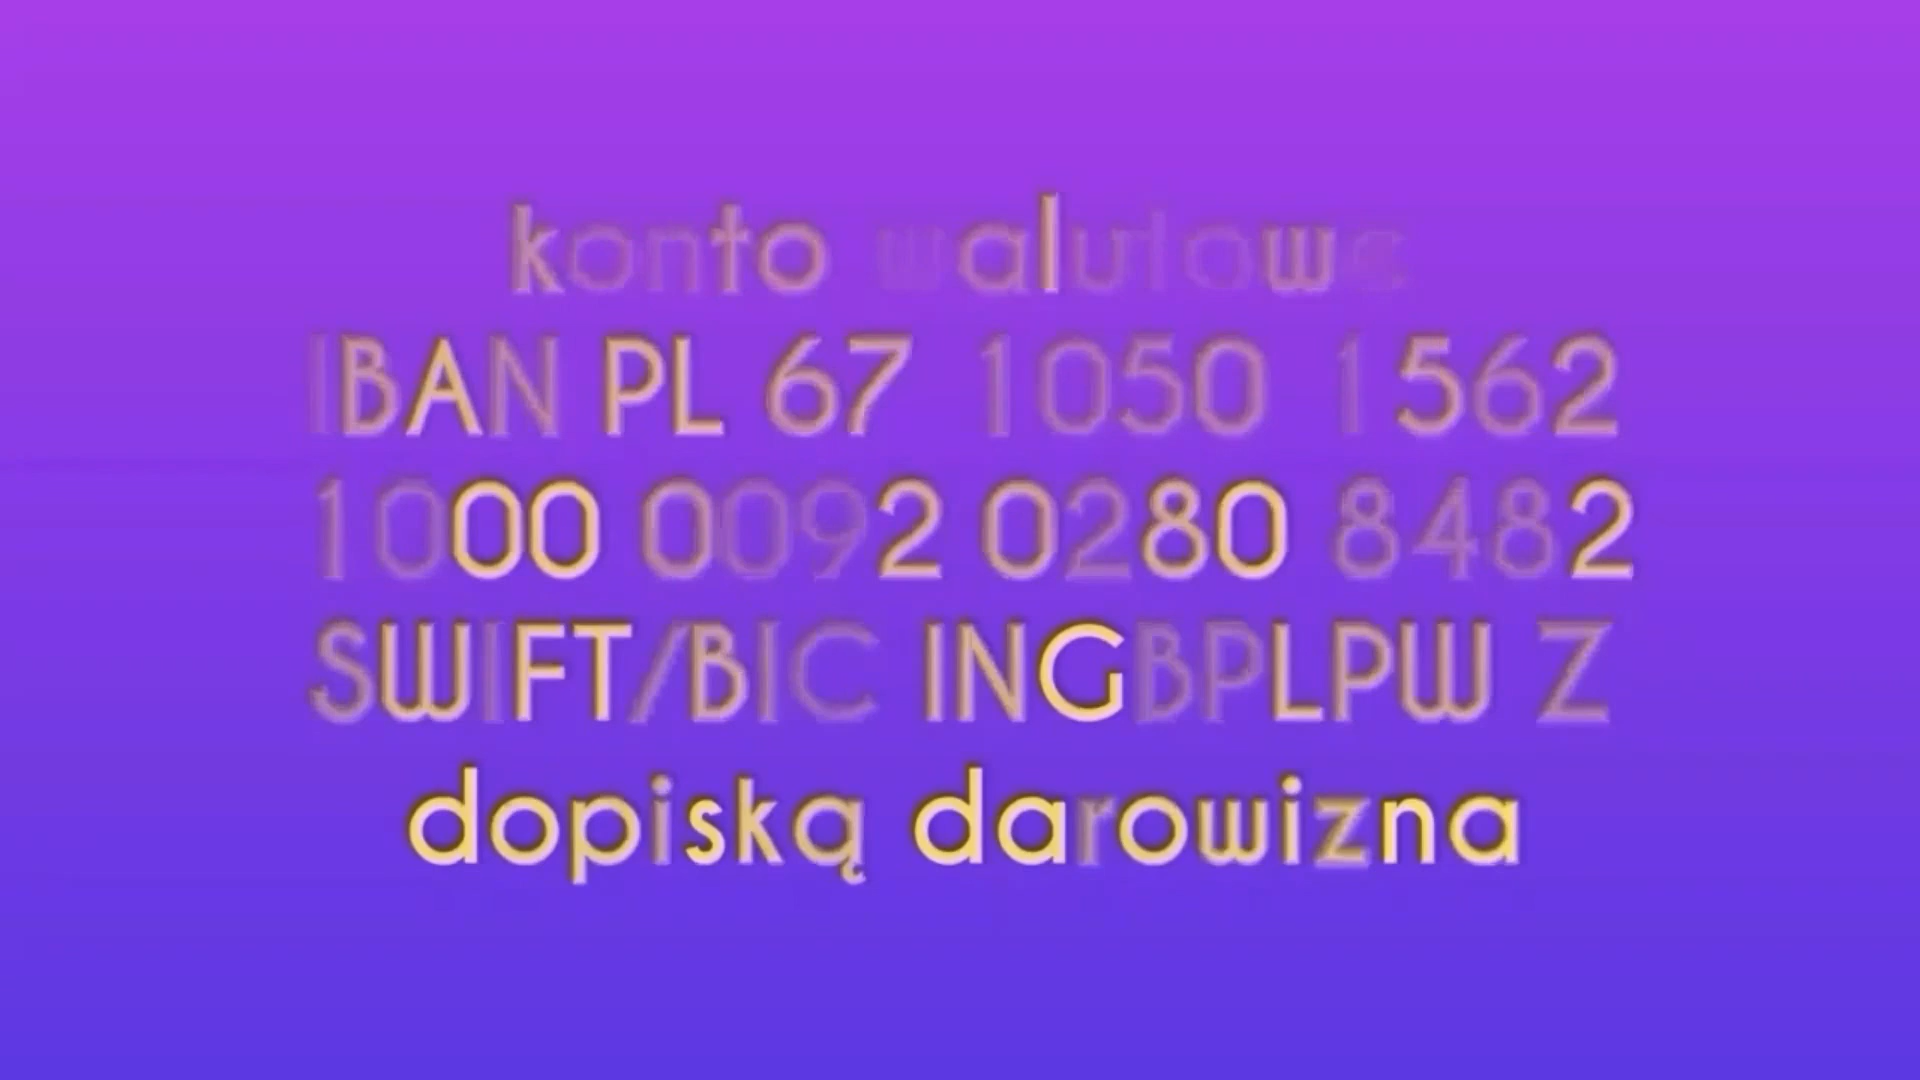 konto walutowe
IBAN PL 67 1050 1562
1000 0092 0280 8482
SWIFT/BIC INGBPLPW Z
dopiską darowizna